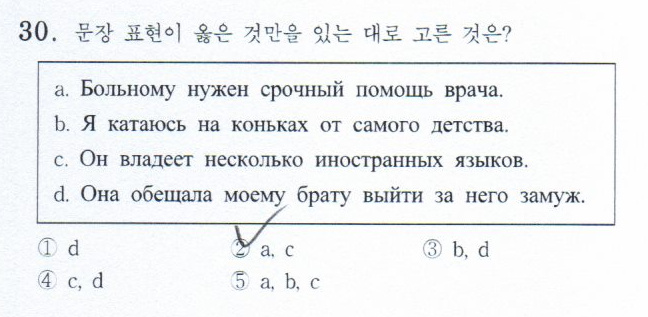 30. 문장 표현이 옳은 것만을 있는 대로 고른 것은?
a. Больному нужен срочный помощь врача.
b. Я катаюсь на коньках от самого детства.
c. Он владеет несколько иностранных языков.
d. Она обещала моему брату выйти за него замуж.
① d ② a, c ③ b, d
④ c, d ⑤ a, b, c